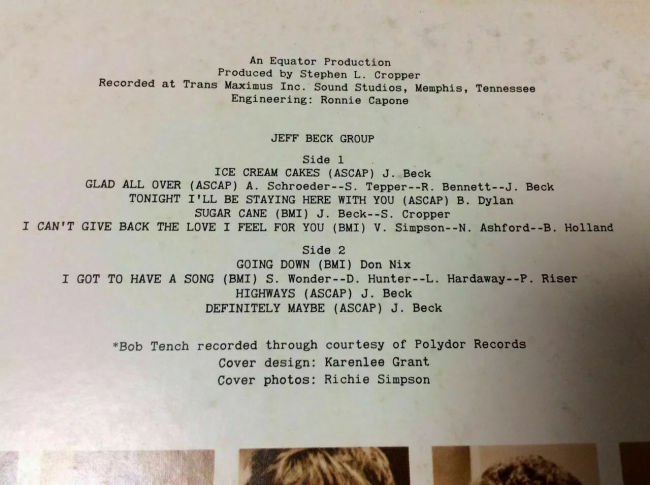 An Equator Production
Produced by Stephen L. Cropper
Recorded at Trans Maximus Inc. Sound Studios, Memphis, Tennessee
Engineering: Ronnie Capone
JEFF BECK GROUP
Side 1
ICE CREAM CAKES (ASCAP) J. Beck
GLAD ALL OVER (ASCAP) A. Schroeder--S. Tepper--R. Bennett--J. Beck
TONIGHT I'LL BE STAYING HERE WITH YOU (ASCAP) B. Dylan
SUGAR CANE (BMI) J. Beck--S. Cropper
I CAN'T GIVE BACK THE LOVE I FEEL FOR YOU (BMI) V. Simpson--N. Ashford--B. Holland
Side 2
GOING DOWN (BMI) Don Nix
I GOT TO HAVE A SONG (BMI) S. Wonder--D. Hunter--L. Hardaway--P. Riser
HIGHWAYS (ASCAP) J. Beck
DEFINITELY MAYBE (ASCAP) J. Beck
*Bob Tench recorded through courtesy of Polydor Records
Cover design: Karenlee Grant
Cover photos: Richie Simpson